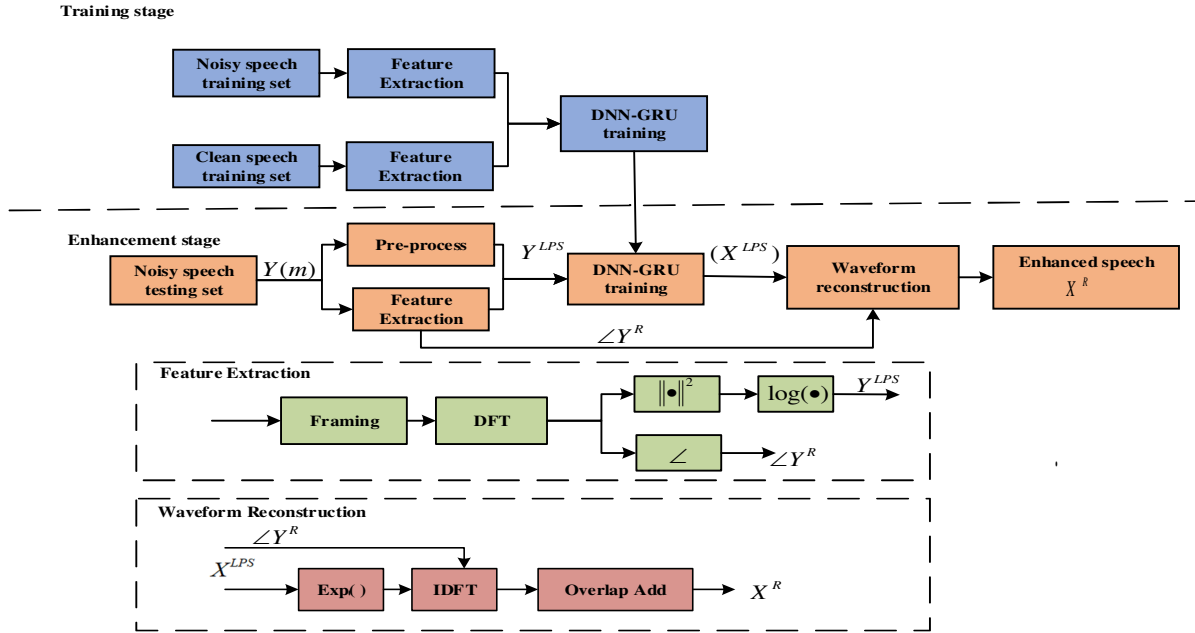 Training stage
Noisy speech
training set
Feature
Extraction
DNN-GRU
training
Clean speech
training set
Feature
Extraction
Enhancement stage
Noisy speech
testing set
Y(m)
Pre-process
Feature
Extraction
Y^{LPS}
DNN-GRU
training
(X^{LPS})
Waveform
reconstruction
Enhanced speech
X^{R}
∠Y^{R}
Feature Extraction
Framing
DFT
‖•‖²
log(•)
Y^{LPS}
∠
∠Y^{R}
Waveform Reconstruction
∠Y^{R}
X^{LPS}
Exp( )
IDFT
Overlap Add
X^{R}